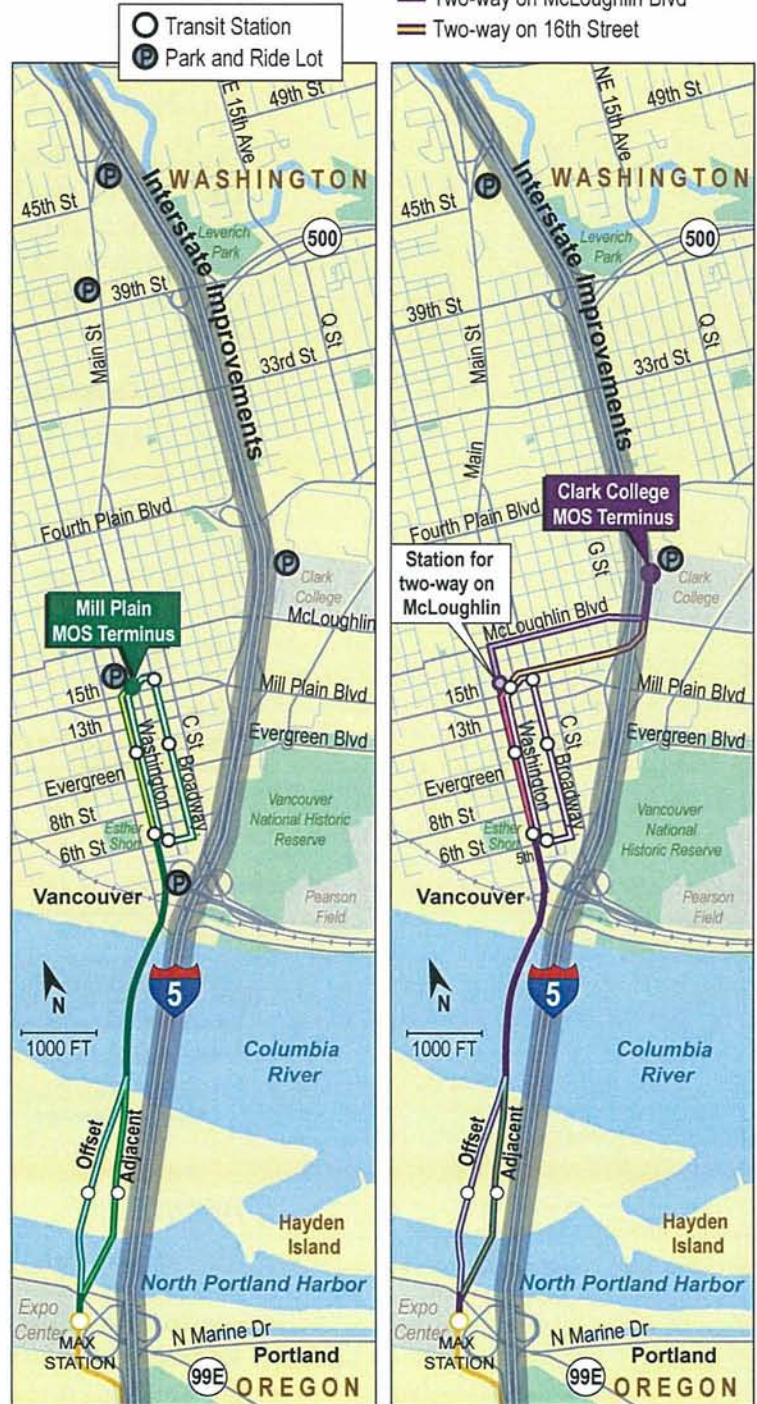 Transit Station
P Park and Ride Lot
Two-way on McLoughlin Blvd
Two-way on 16th Street
49th St
NE 15th Ave
WASHINGTON
45th St
Interstate Improvements
Leverich
Park
500
39th St
Main St
Q St
33rd St
Fourth Plain Blvd
P
P
P
Clark
College
McLoughlin
Mill Plain
MOS Terminus
P
15th
Mill Plain Blvd
13th
Washington
C St
Broadway
Evergreen Blvd
Evergreen
8th St
Esther
Short
6th St
Vancouver
National Historic
Reserve
P
Vancouver
Pearson
Field
N
5
1000 FT
Columbia
River
Offset
Adjacent
Hayden
Island
North Portland Harbor
Expo
Center
MAX
STATION
N Marine Dr
Portland
99E
OREGON
49th St
NE 15th Ave
WASHINGTON
P
45th St
Interstate Improvements
Leverich
Park
500
39th St
Main St
Q St
33rd St
Main
Clark College
MOS Terminus
Fourth Plain Blvd
G St
P
Station for
two-way on
McLoughlin
Clark
College
McLoughlin Blvd
15th
Mill Plain Blvd
13th
Washington
C St
Broadway
Evergreen Blvd
Evergreen
8th St
Esther
Short
6th St
5th
Vancouver
National
Historic Reserve
Vancouver
Pearson
Field
N
5
1000 FT
Columbia
River
Offset
Adjacent
Hayden
Island
North Portland Harbor
Expo
Center
MAX
STATION
N Marine Dr
Portland
99E
OREGON